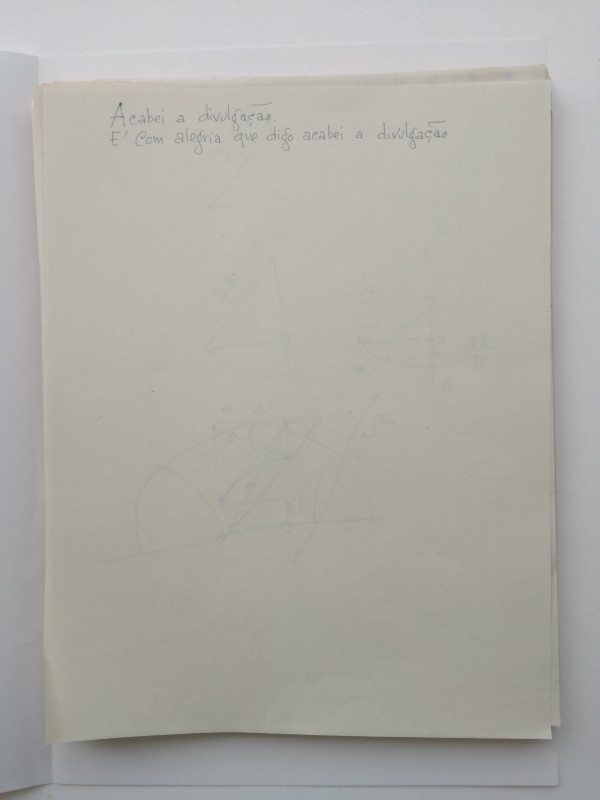 Acabei a divulgação.
E' com alegria que digo acabei a divulgação